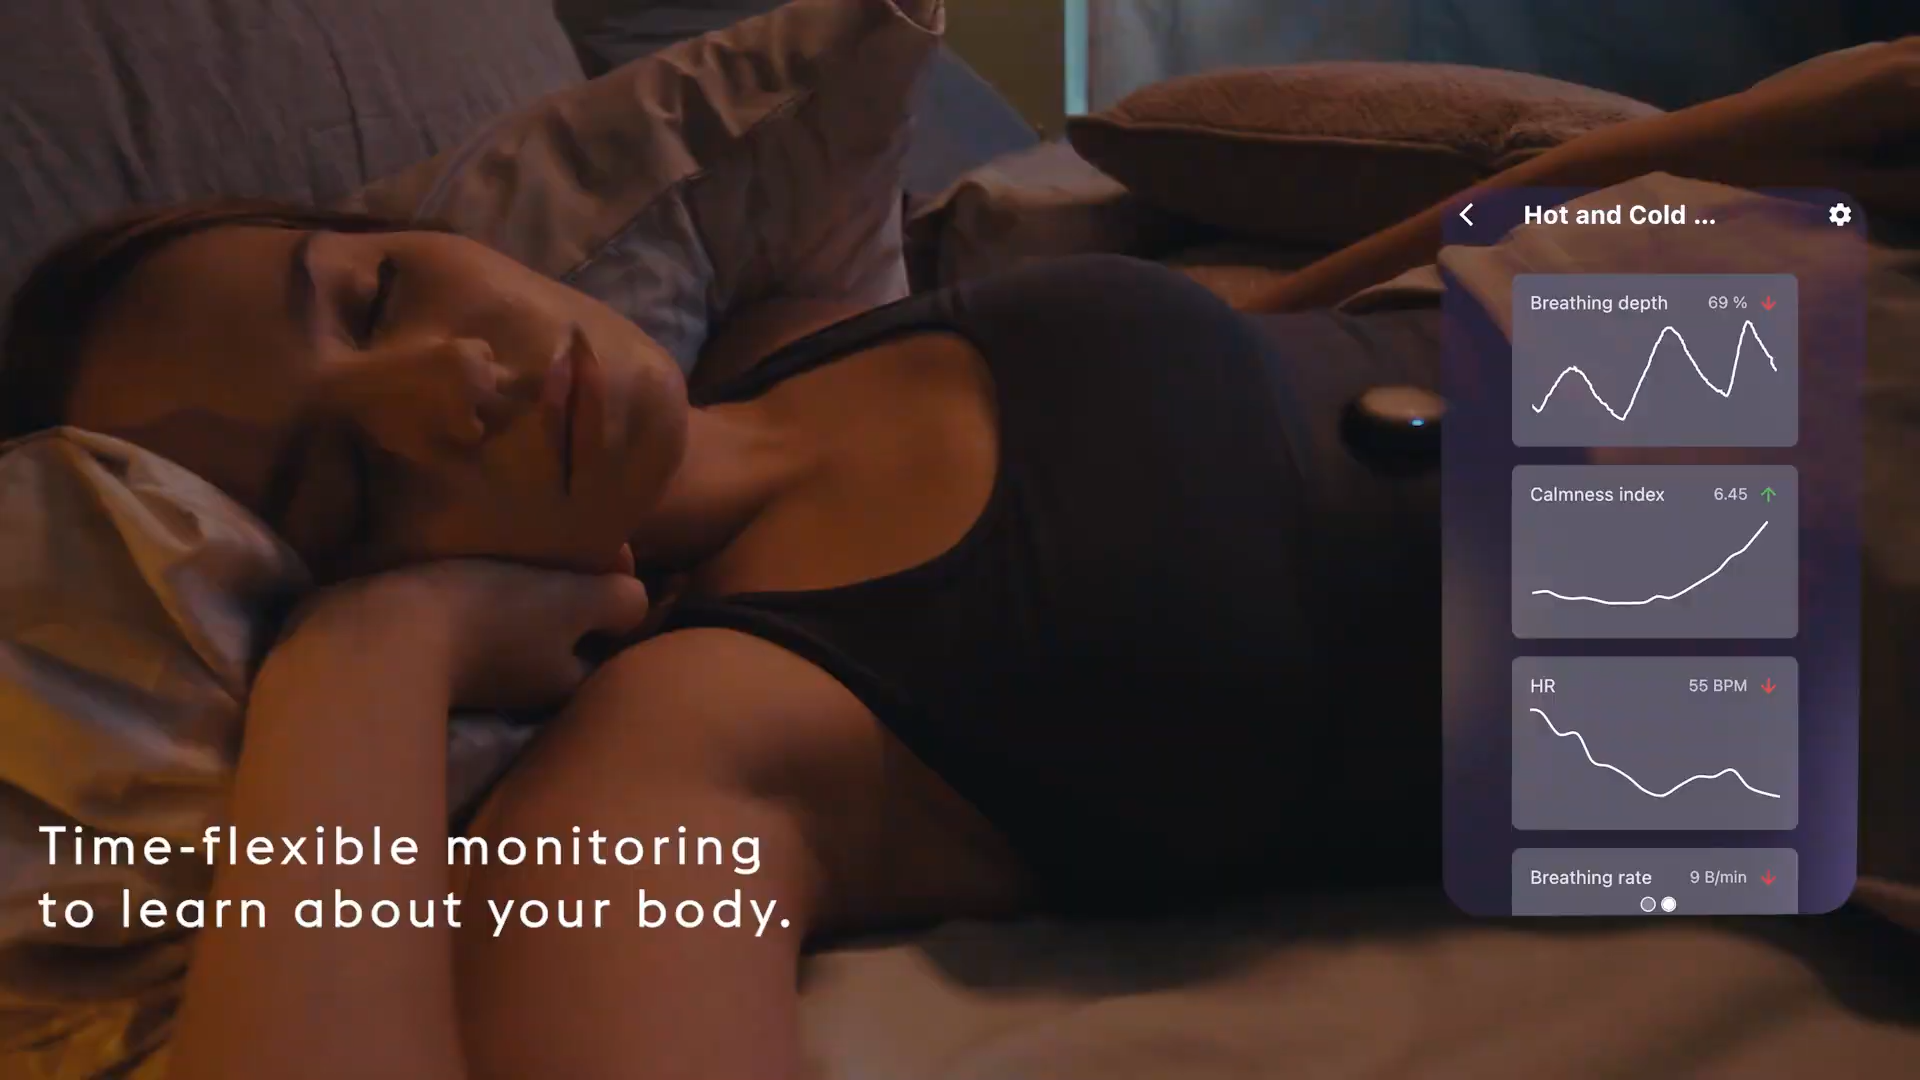 Hot and Cold ...
Breathing depth 69 %
Calmness index 6.45
HR 55 BPM
Breathing rate 9 B/min
Time-flexible monitoring
to learn about your body.